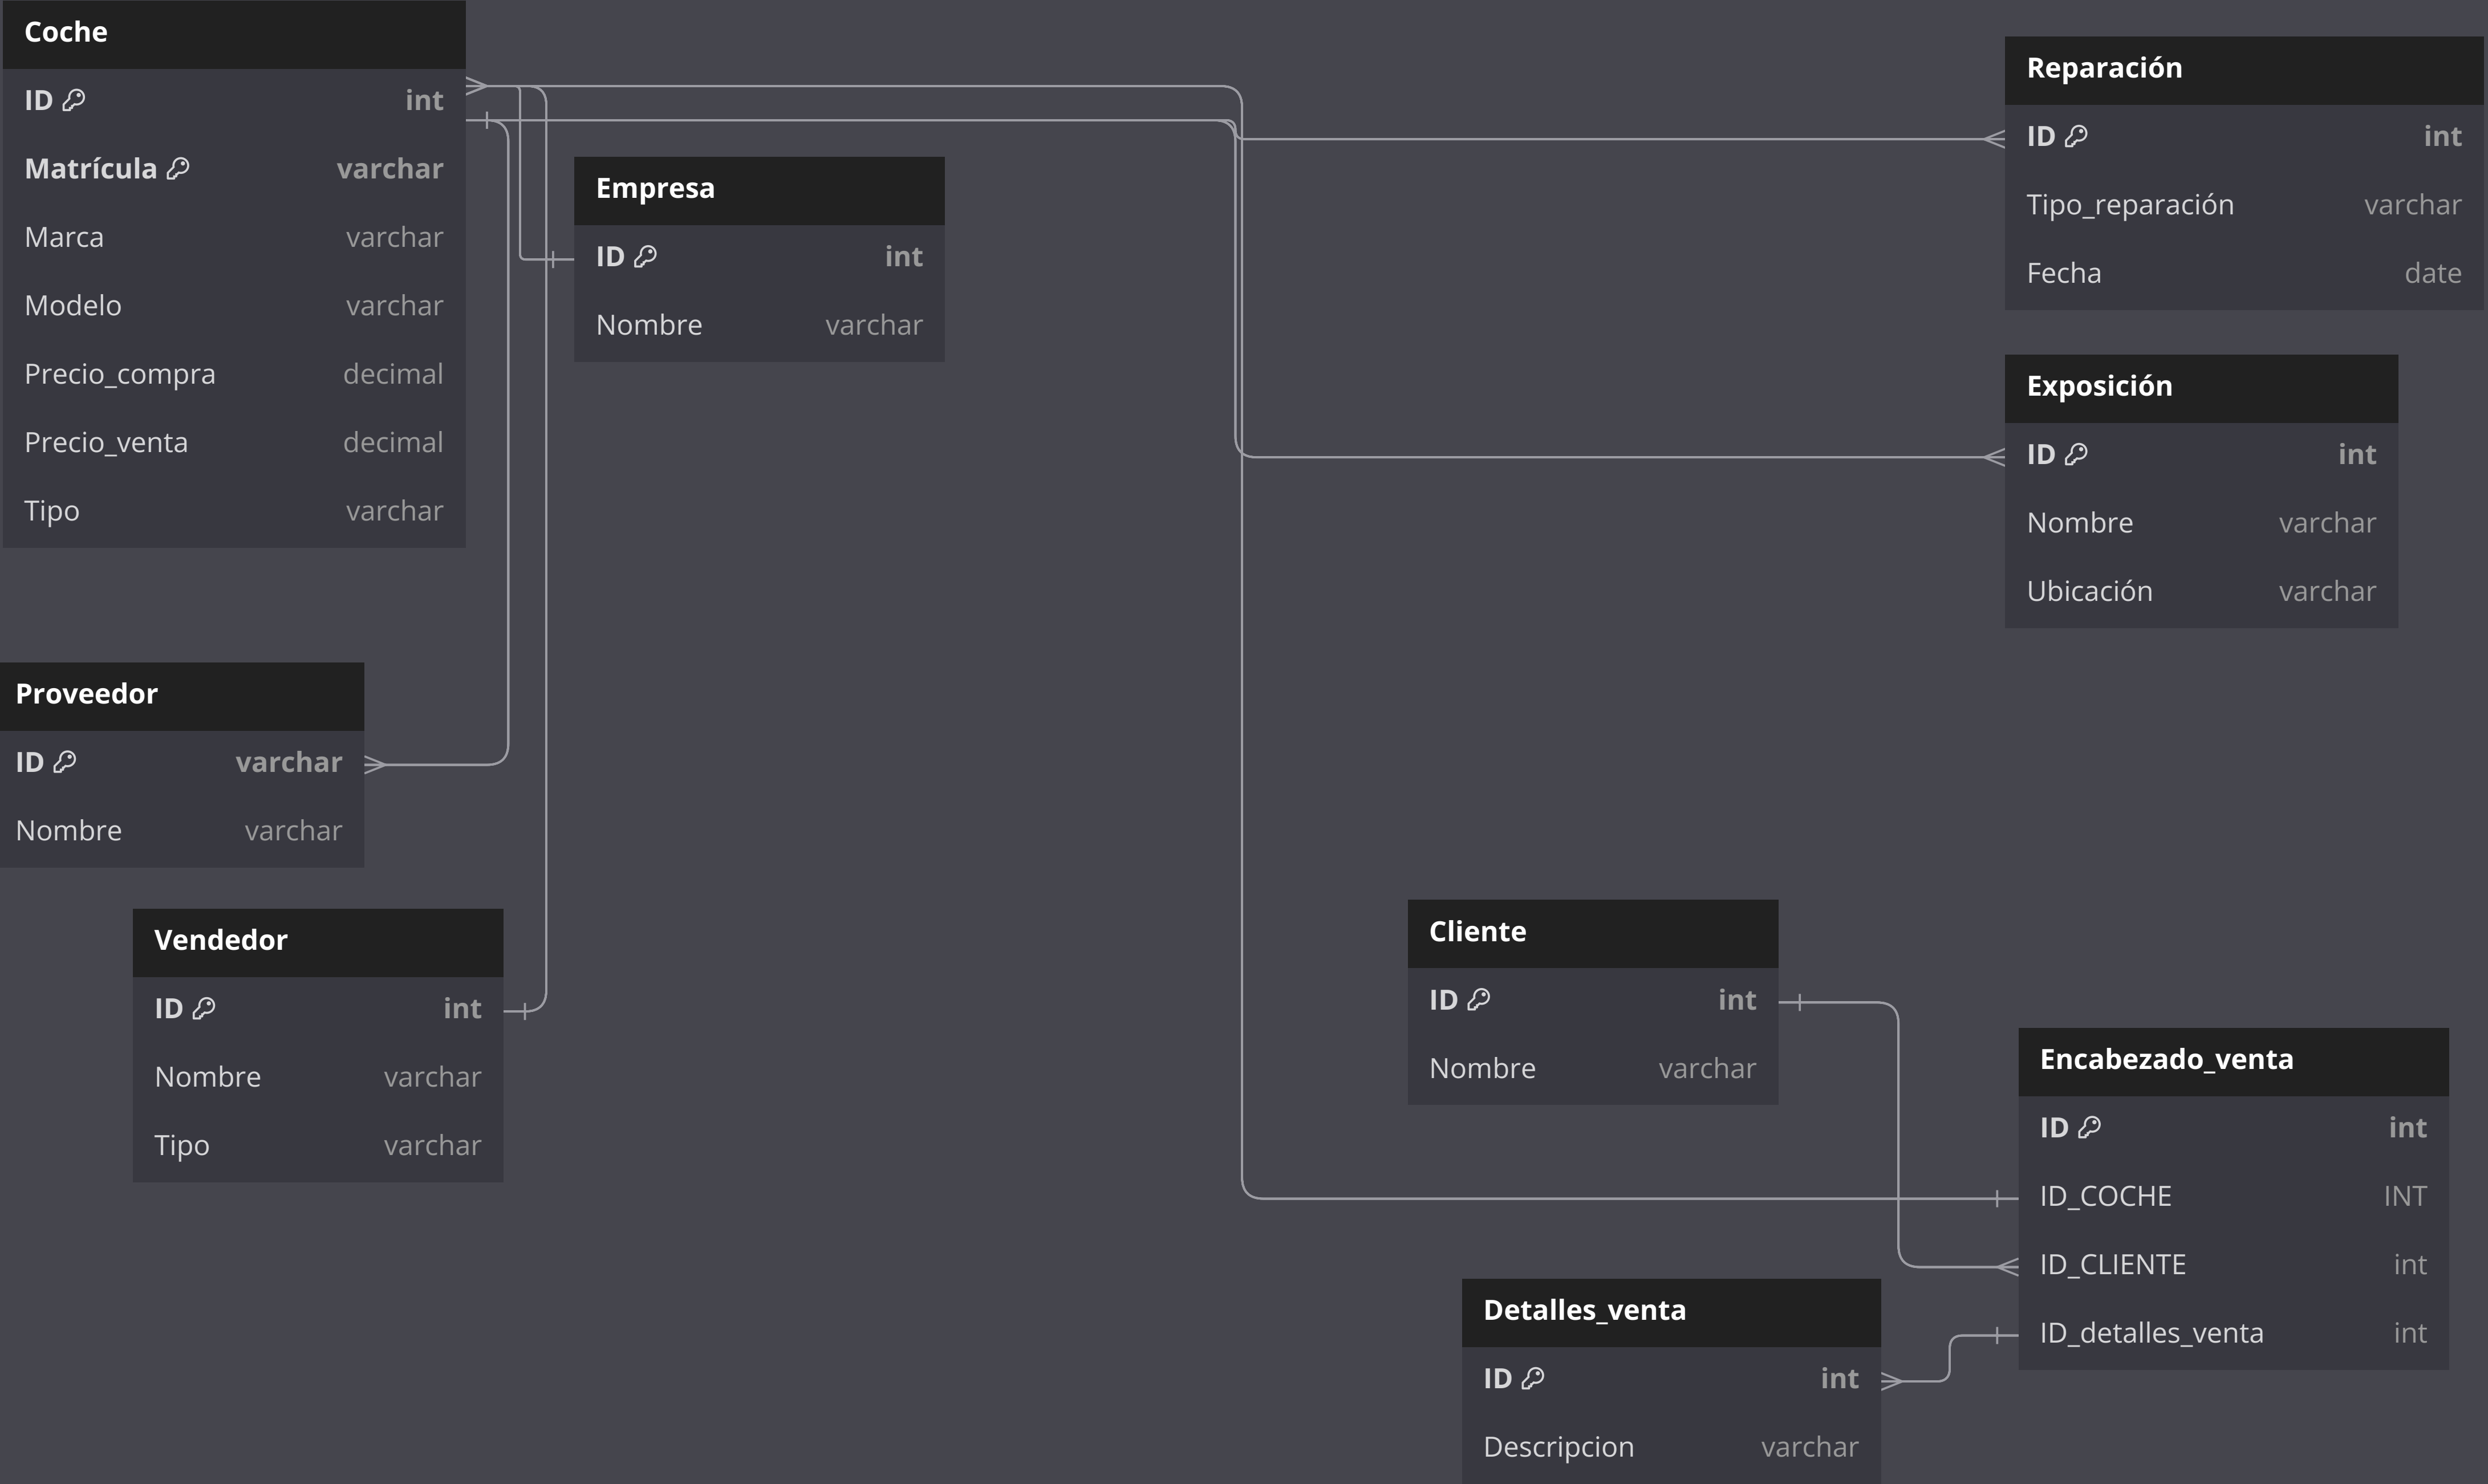 Coche
ID int
Matrícula varchar
Marca varchar
Modelo varchar
Precio_compra decimal
Precio_venta decimal
Tipo varchar
Empresa
ID int
Nombre varchar
Reparación
ID int
Tipo_reparación varchar
Fecha date
Exposición
ID int
Nombre varchar
Ubicación varchar
Proveedor
ID varchar
Nombre varchar
Vendedor
ID int
Nombre varchar
Tipo varchar
Cliente
ID int
Nombre varchar
Encabezado_venta
ID int
ID_COCHE INT
ID_CLIENTE int
ID_detalles_venta int
Detalles_venta
ID int
Descripcion varchar